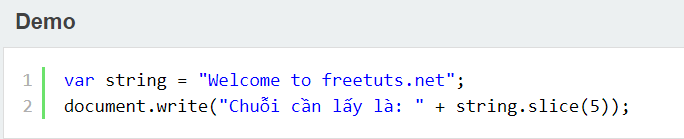 Demo
1 var string = "Welcome to freetuts.net";
2 document.write("Chuỗi cần lấy là: " + string.slice(5));